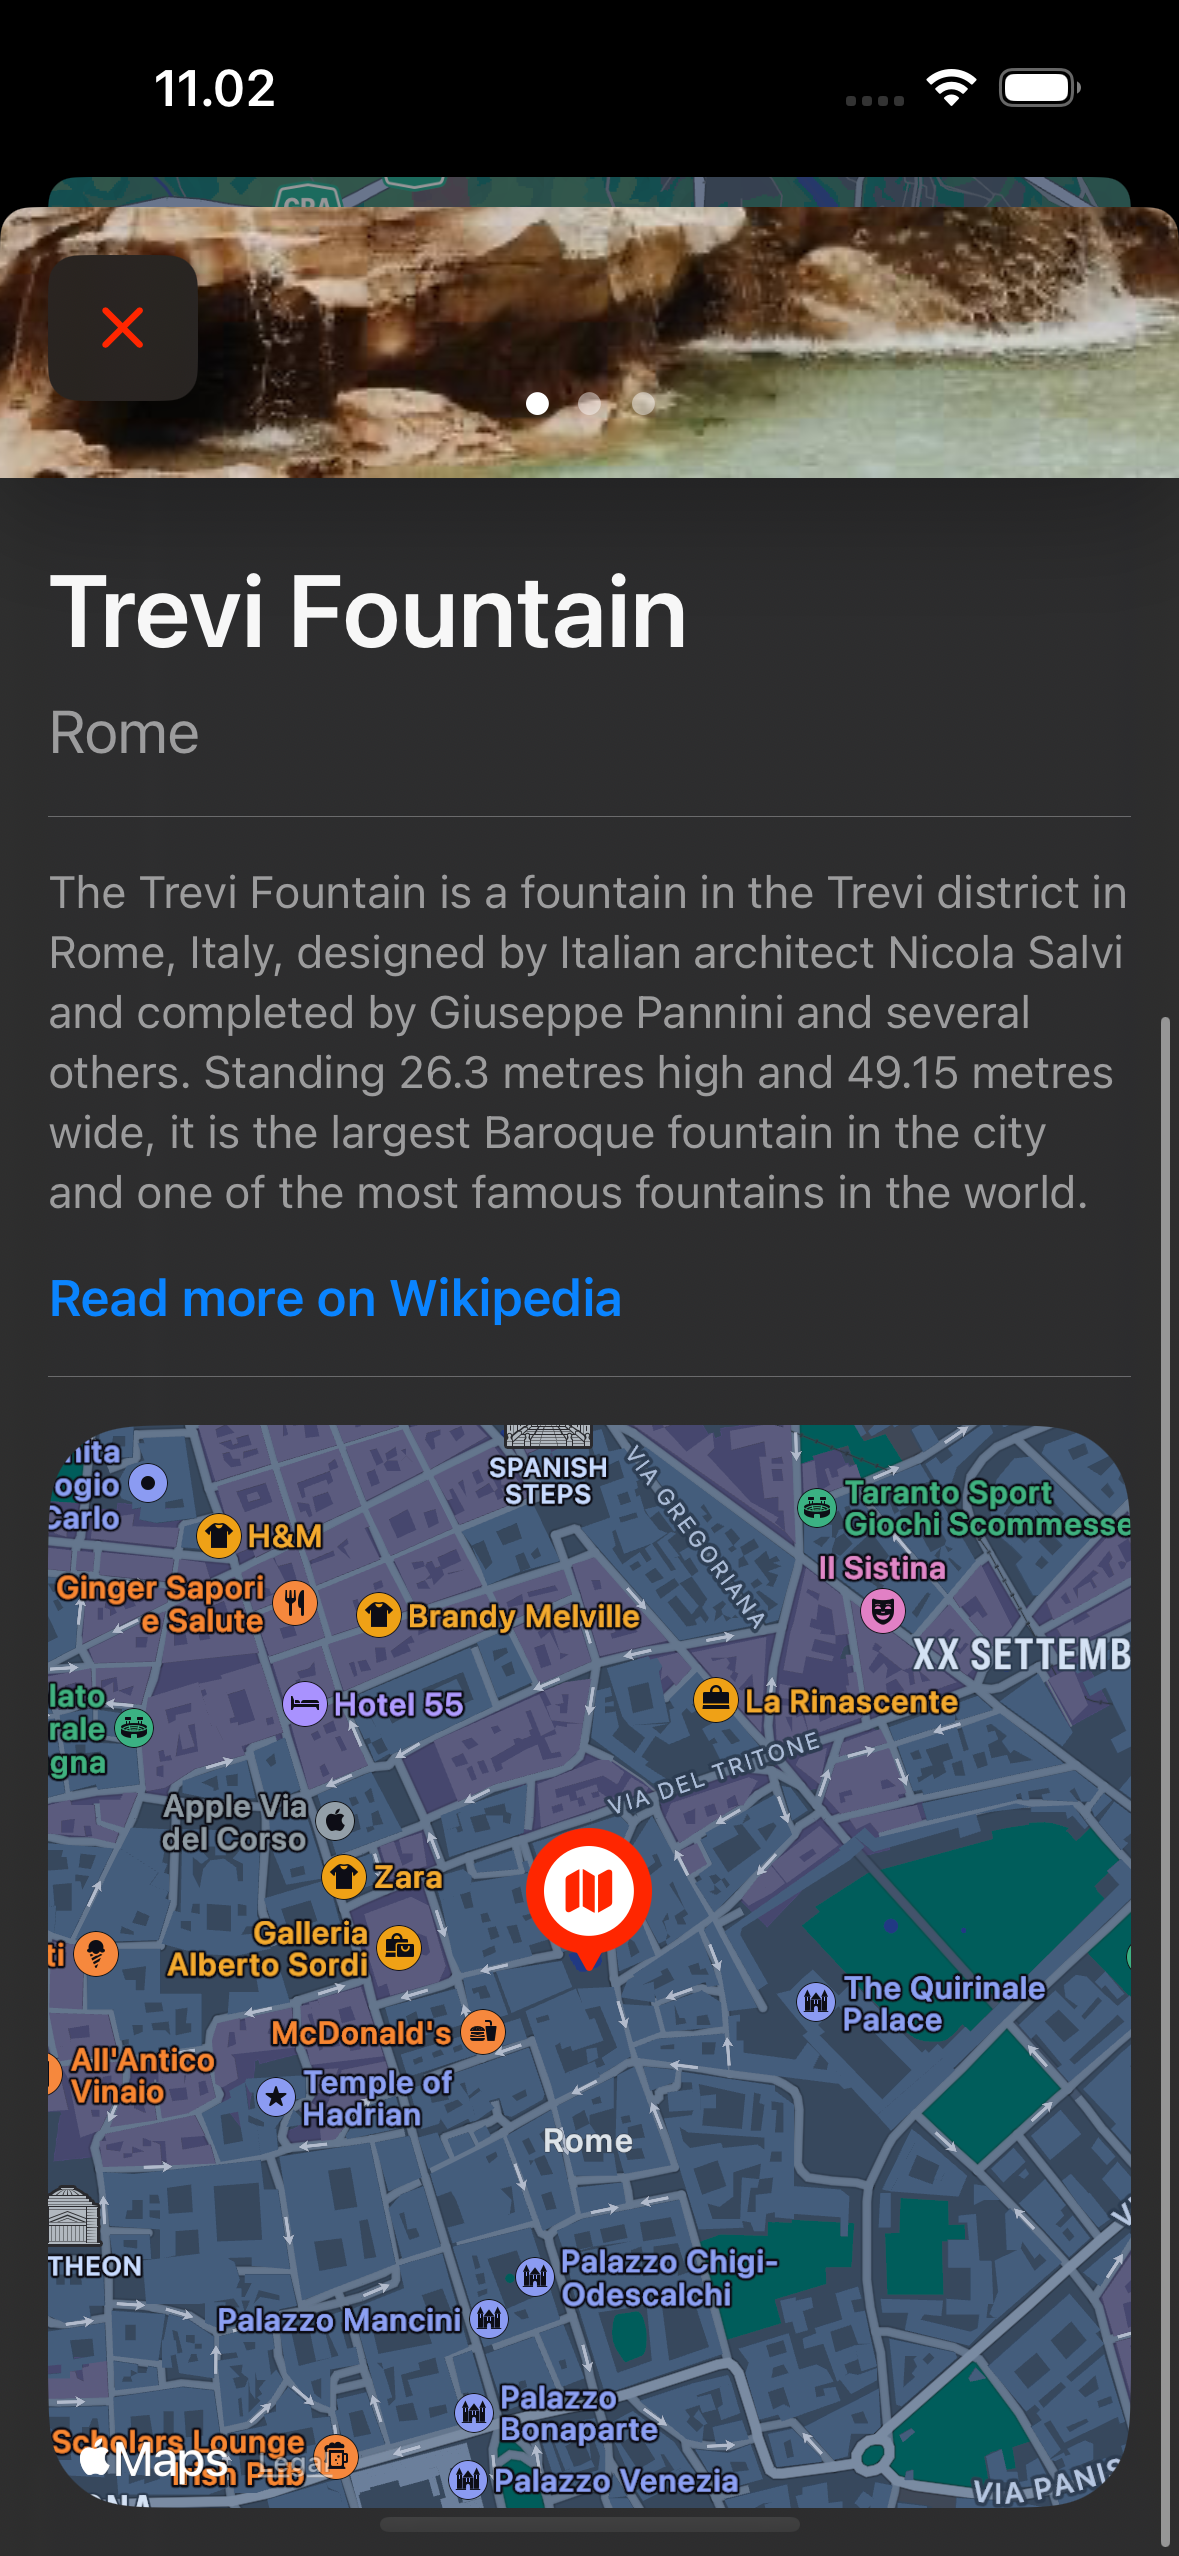 11.02
GRA
Trevi Fountain
Rome
The Trevi Fountain is a fountain in the Trevi district in
Rome, Italy, designed by Italian architect Nicola Salvi
and completed by Giuseppe Pannini and several
others. Standing 26.3 metres high and 49.15 metres
wide, it is the largest Baroque fountain in the city
and one of the most famous fountains in the world.
Read more on Wikipedia
SPANISH
STEPS
VIA GREGORIANA
ogio
Carlo
H&M
Taranto Sport
Giochi Scommesse
Il Sistina
Ginger Sapori
e Salute
Brandy Melville
XX SETTEMB
lato
rale
gna
Hotel 55
La Rinascente
VIA DEL TRITONE
Apple Via
del Corso
Zara
Galleria
Alberto Sordi
ti
The Quirinale
Palace
McDonald's
All'Antico
Vinaio
Temple of
Hadrian
Rome
THEON
Palazzo Chigi-
Odescalchi
Palazzo Mancini
Palazzo
Bonaparte
Scholars Lounge
Irish Pub
Maps
Legal
Palazzo Venezia
VIA PANIS